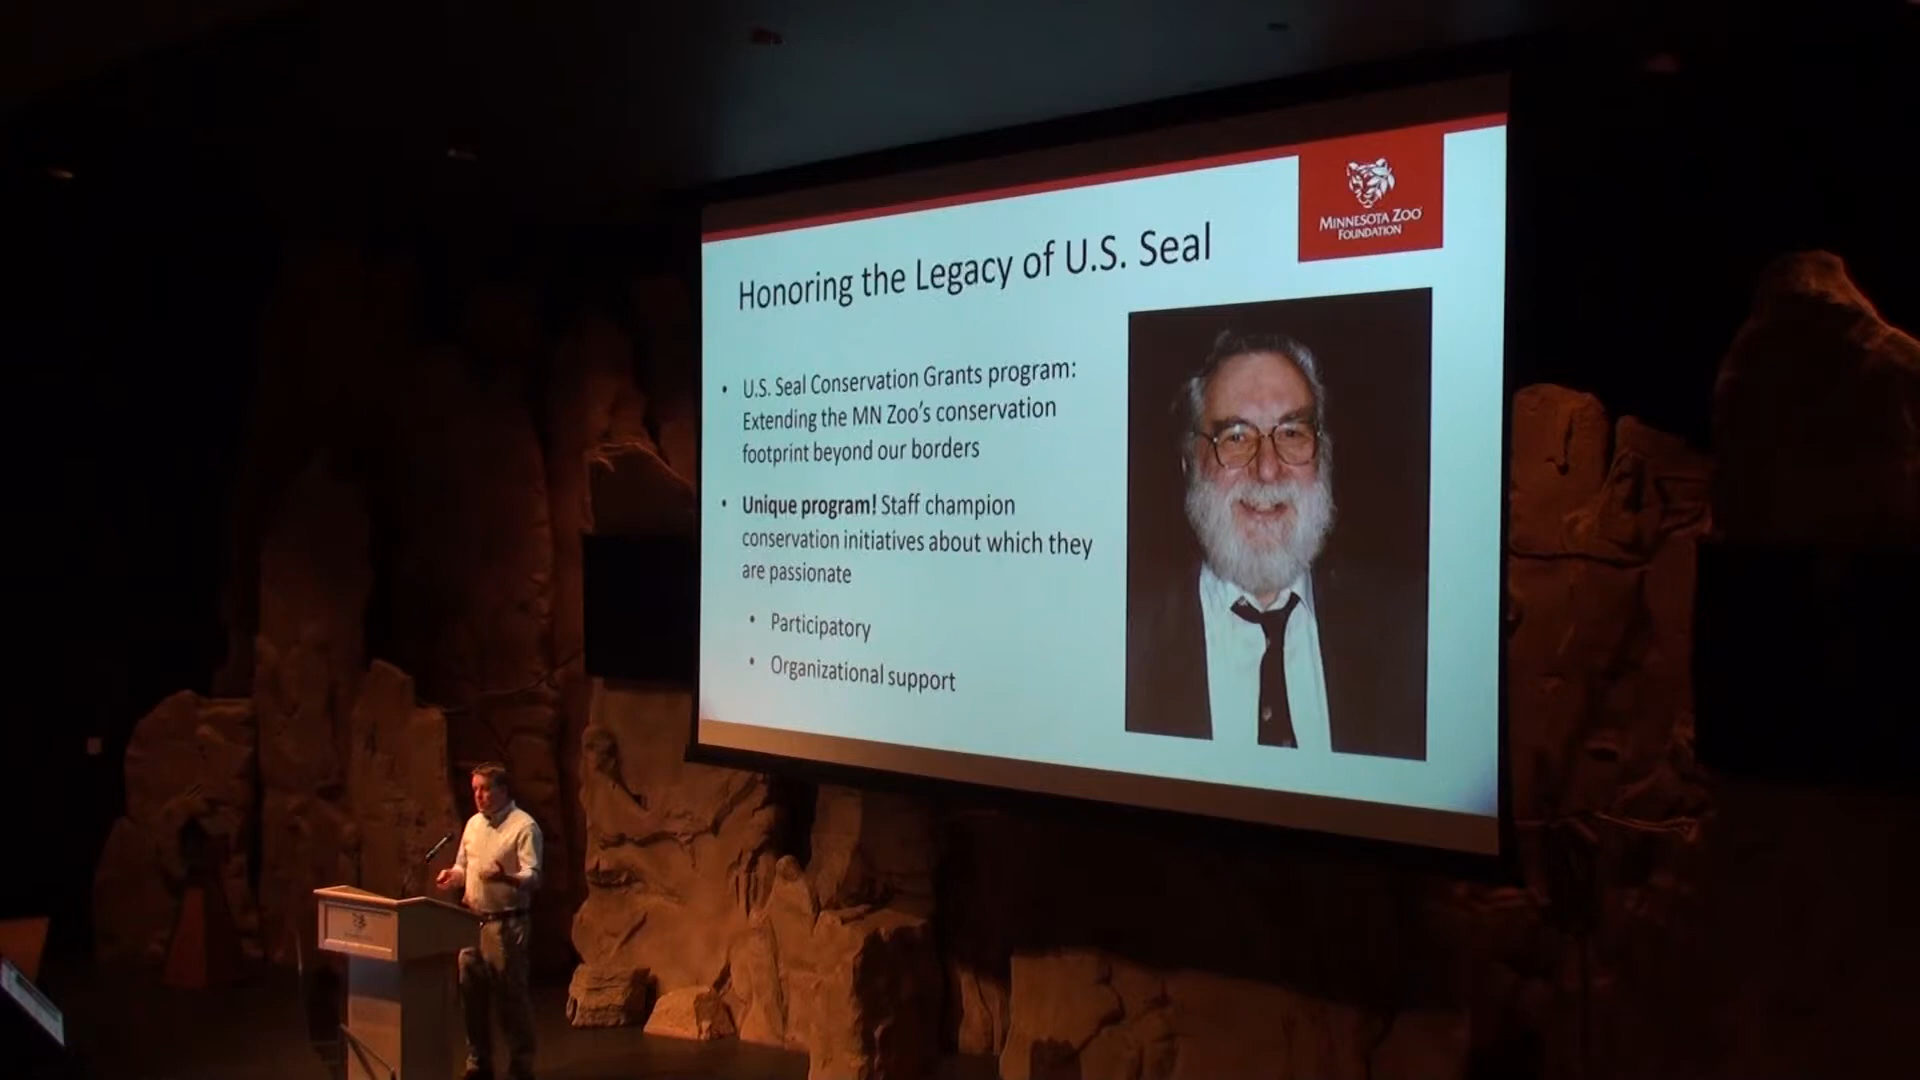 MINNESOTA ZOO
FOUNDATION
Honoring the Legacy of U.S. Seal
• U.S. Seal Conservation Grants program:
Extending the MN Zoo's conservation
footprint beyond our borders
• Unique program! Staff champion
conservation initiatives about which they
are passionate
• Participatory
• Organizational support